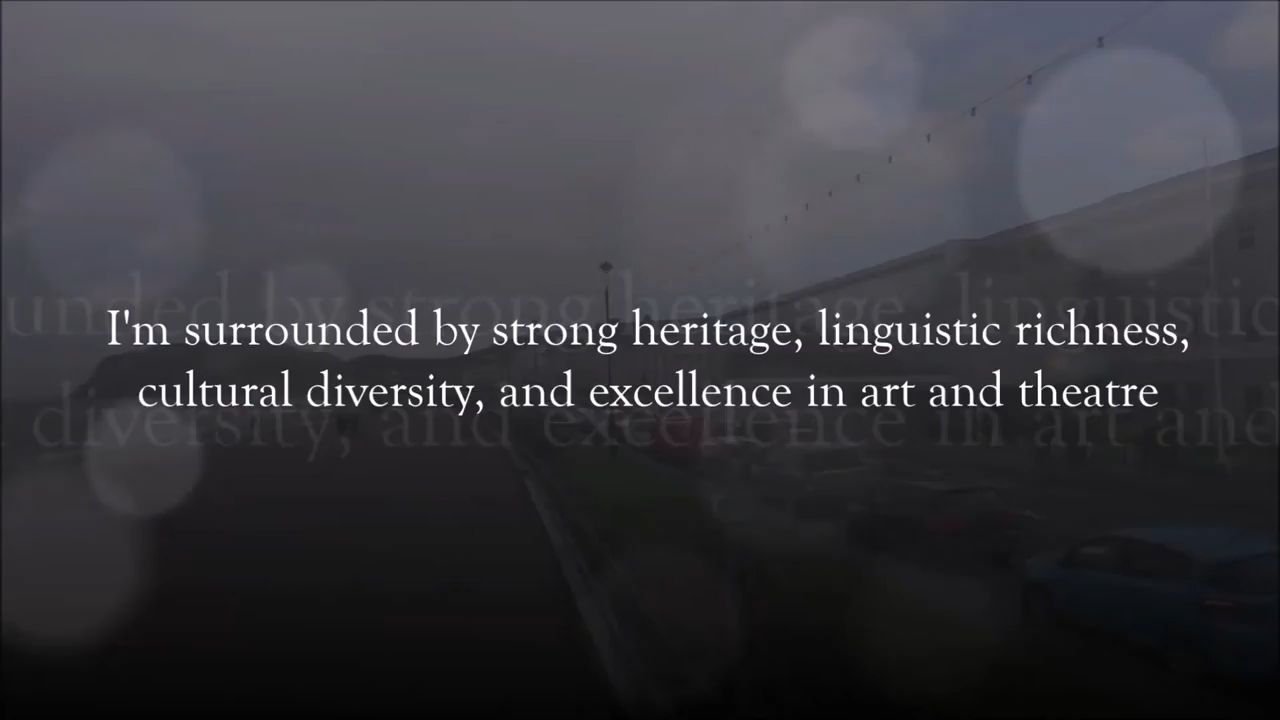 I'm surrounded by strong heritage, linguistic richness,
cultural diversity, and excellence in art and theatre